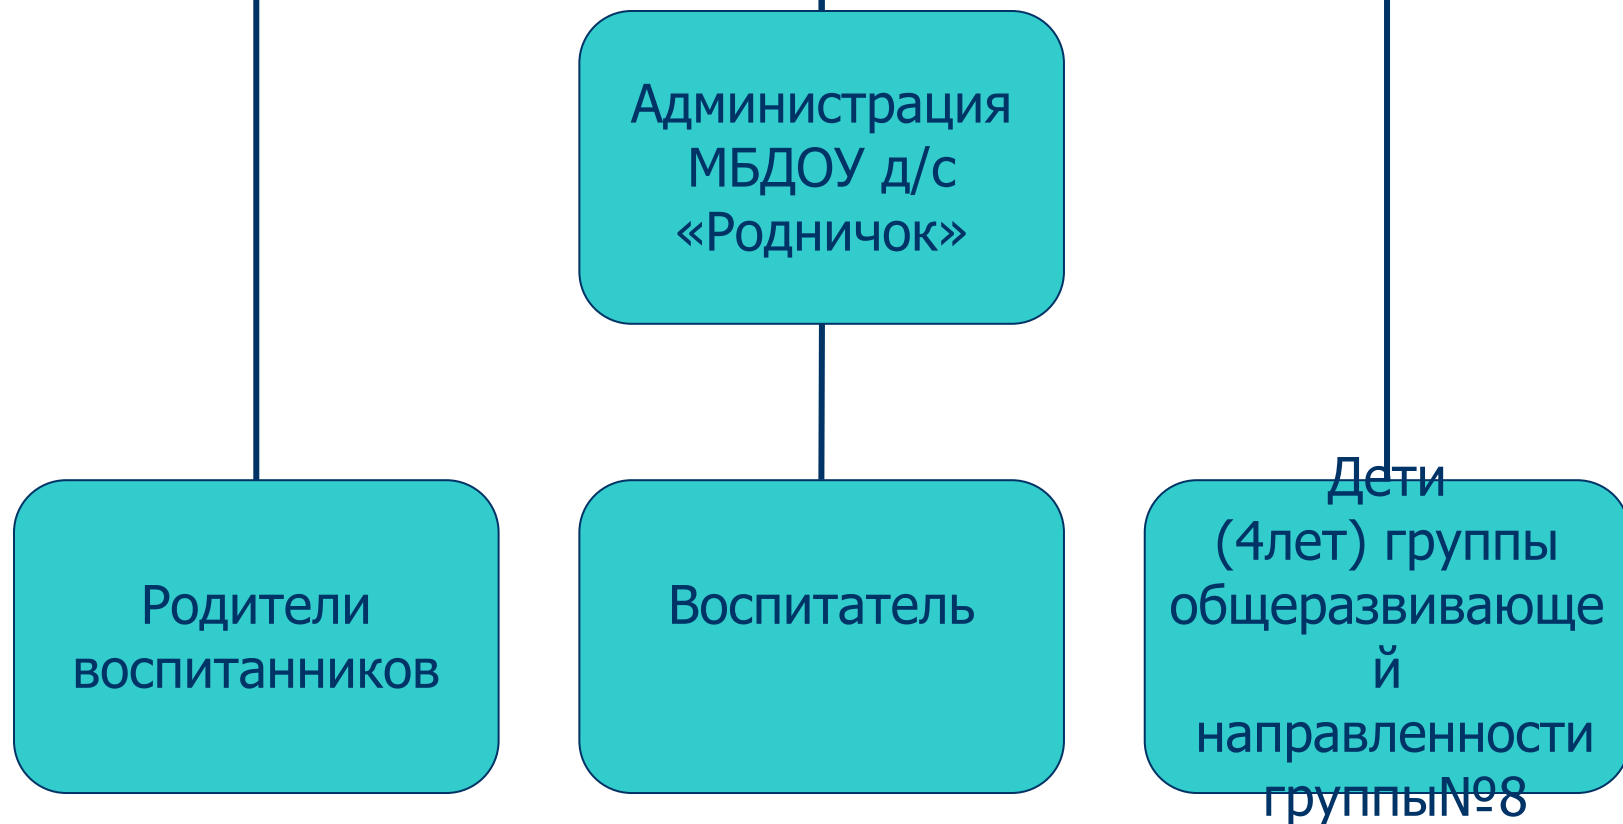 Администрация
МБДОУ д/с
«Родничок»
Родители
воспитанников
Воспитатель
Дети
(4лет) группы
общеразвивающе
й
направленности
группы№8